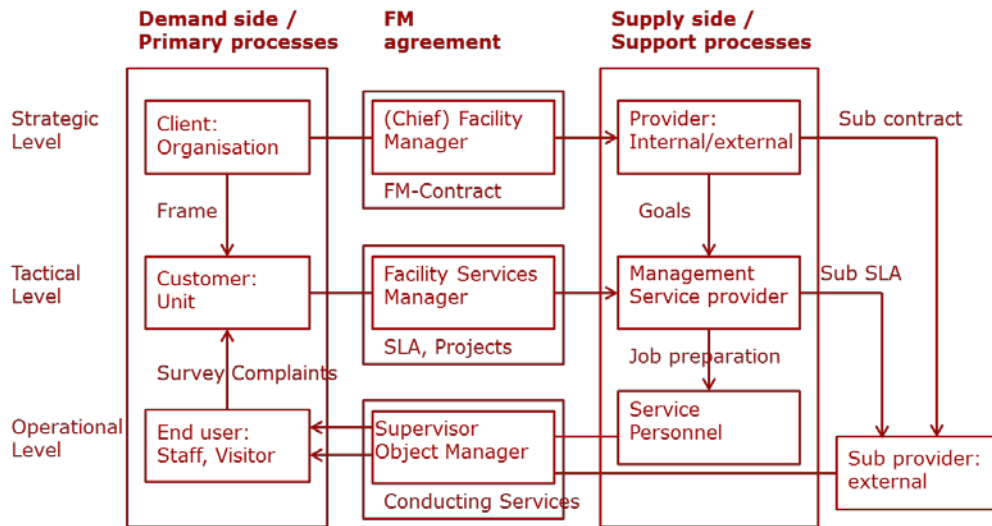 Demand side /
Primary processes
FM
agreement
Supply side /
Support processes
Strategic
Level
Client:
Organisation
(Chief) Facility
Manager
FM-Contract
Provider:
Internal/external
Sub contract
Frame
Goals
Tactical
Level
Customer:
Unit
Facility Services
Manager
SLA, Projects
Management
Service provider
Sub SLA
Survey Complaints
Job preparation
Operational
Level
End user:
Staff, Visitor
Supervisor
Object Manager
Conducting Services
Service
Personnel
Sub provider:
external